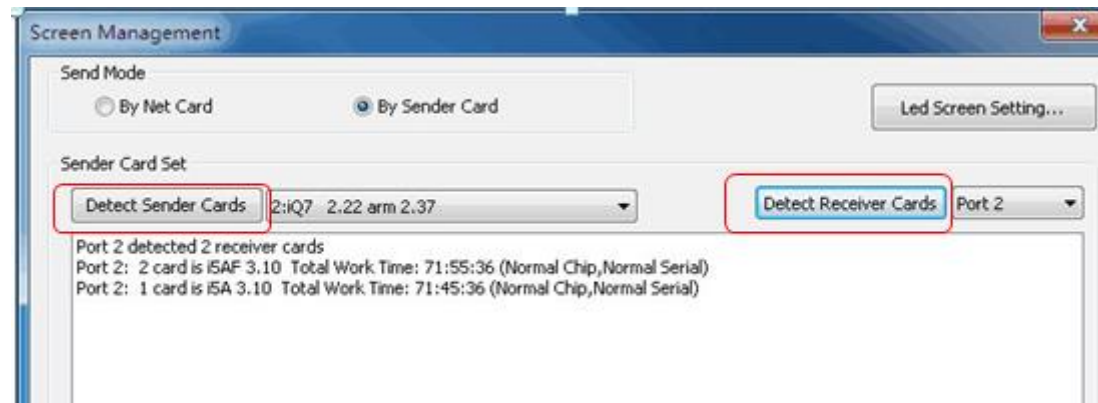 Screen Management
Send Mode
By Net Card By Sender Card
Led Screen Setting...
Sender Card Set
Detect Sender Cards 2:iQ7 2.22 arm 2.37 Detect Receiver Cards Port 2
Port 2 detected 2 receiver cards
Port 2: 2 card is i5AF 3.10 Total Work Time: 71:55:36 (Normal Chip,Normal Serial)
Port 2: 1 card is i5A 3.10 Total Work Time: 71:45:36 (Normal Chip,Normal Serial)